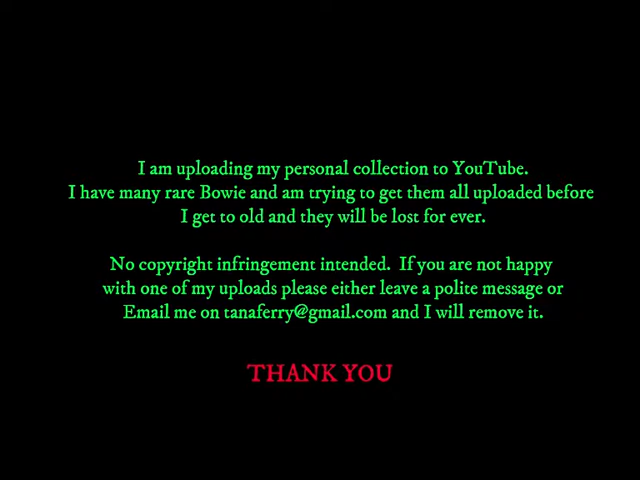 I am uploading my personal collection to YouTube.
I have many rare Bowie and am trying to get them all uploaded before
I get to old and they will be lost for ever.
No copyright infringement intended.  If you are not happy
with one of my uploads please either leave a polite message or
Email me on tanaferry@gmail.com and I will remove it.
THANK YOU